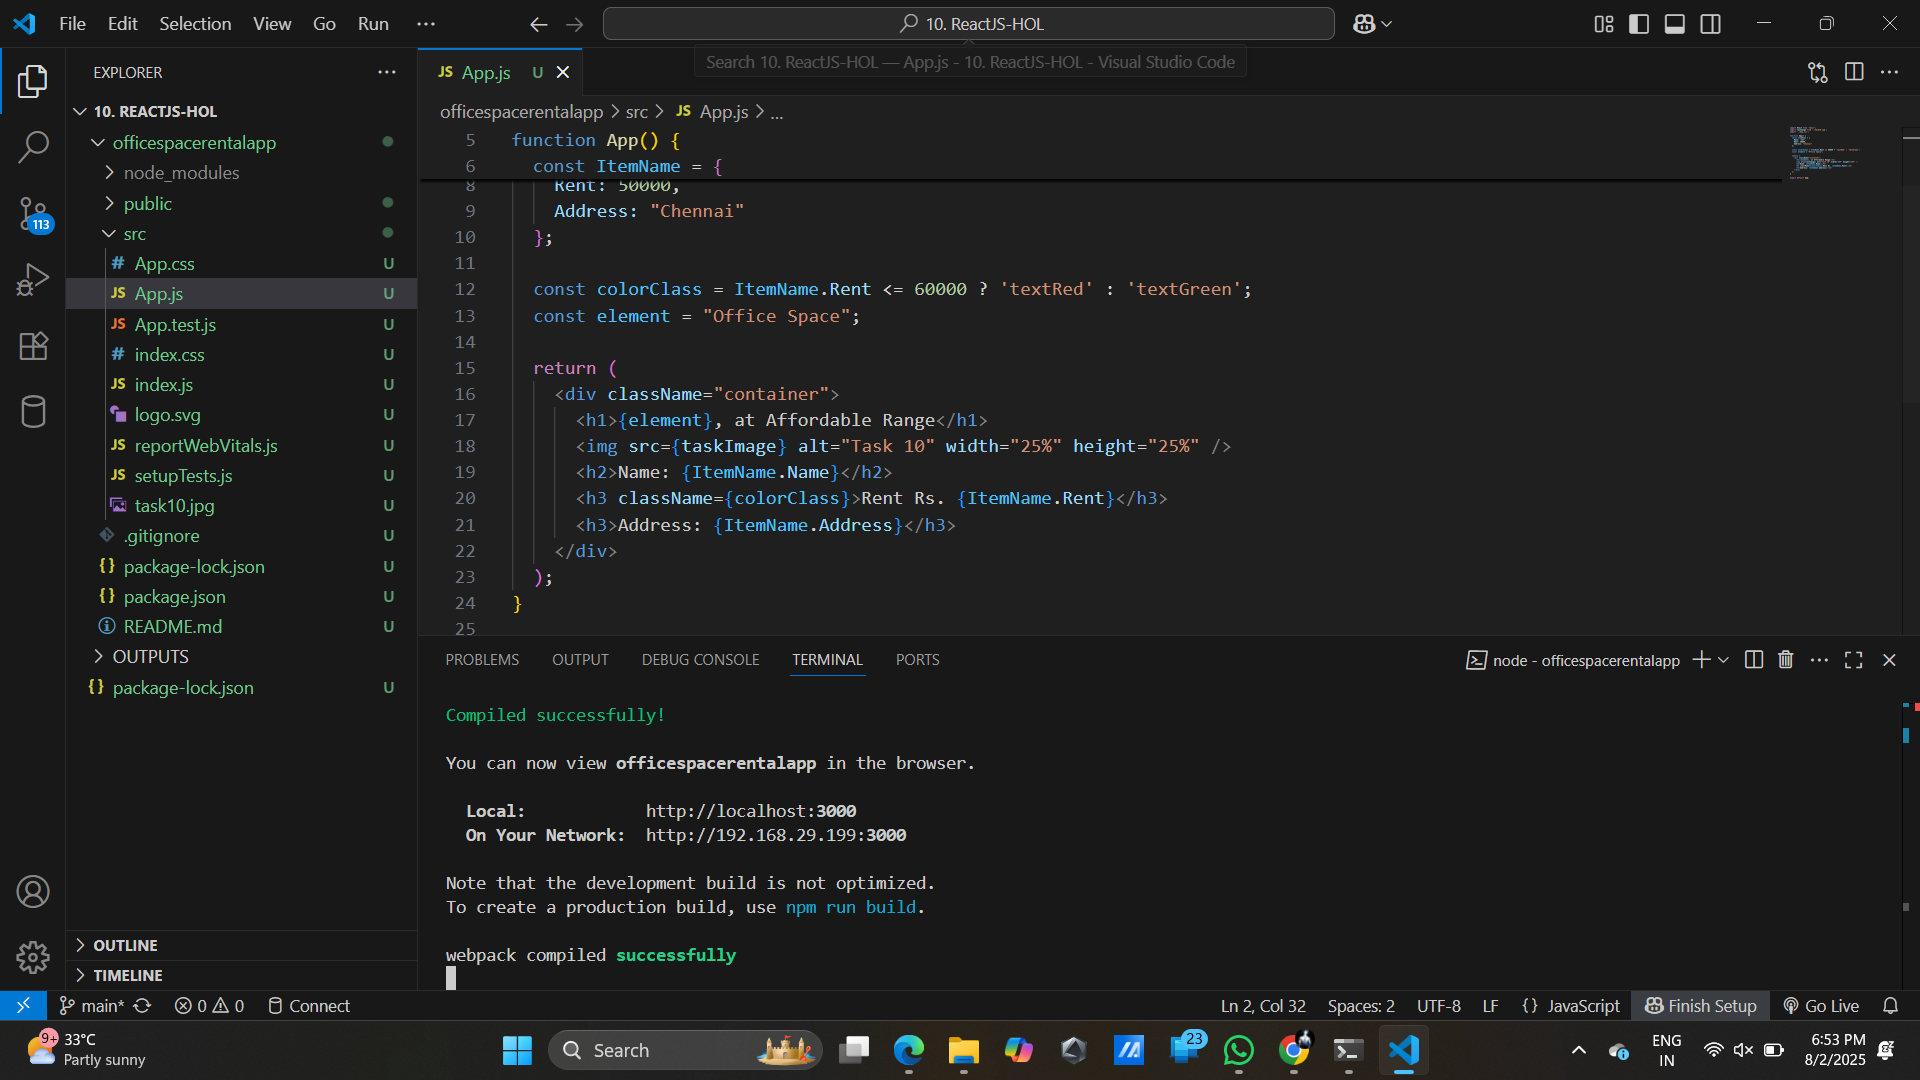 File Edit Selection View Go Run ···
10. ReactJS-HOL
Search 10. ReactJS-HOL — App.js - 10. ReactJS-HOL - Visual Studio Code
EXPLORER
10. REACTJS-HOL
officespacerentalapp
node_modules
public
src
# App.css U
JS App.js U
JS App.test.js U
# index.css U
JS index.js U
logo.svg U
JS reportWebVitals.js U
JS setupTests.js U
task10.jpg U
.gitignore U
{} package-lock.json U
{} package.json U
README.md U
OUTPUTS
{} package-lock.json U
OUTLINE
TIMELINE
113
JS App.js U
officespacerentalapp > src > JS App.js > ...
5 function App() {
6 const ItemName = {
8 Rent: 50000,
9 Address: "Chennai"
10 };
11
12 const colorClass = ItemName.Rent <= 60000 ? 'textRed' : 'textGreen';
13 const element = "Office Space";
14
15 return (
16 <div className="container">
17 <h1>{element}, at Affordable Range</h1>
18 <img src={taskImage} alt="Task 10" width="25%" height="25%" />
19 <h2>Name: {ItemName.Name}</h2>
20 <h3 className={colorClass}>Rent Rs. {ItemName.Rent}</h3>
21 <h3>Address: {ItemName.Address}</h3>
22 </div>
23 );
24 }
25
PROBLEMS OUTPUT DEBUG CONSOLE TERMINAL PORTS
node - officespacerentalapp
Compiled successfully!
You can now view officespacerentalapp in the browser.
Local: http://localhost:3000
On Your Network: http://192.168.29.199:3000
Note that the development build is not optimized.
To create a production build, use npm run build.
webpack compiled successfully
main* 0 0 Connect
Ln 2, Col 32 Spaces: 2 UTF-8 LF {} JavaScript Finish Setup Go Live
9+ 33°C
Partly sunny
Search
23
ENG
IN
6:53 PM
8/2/2025